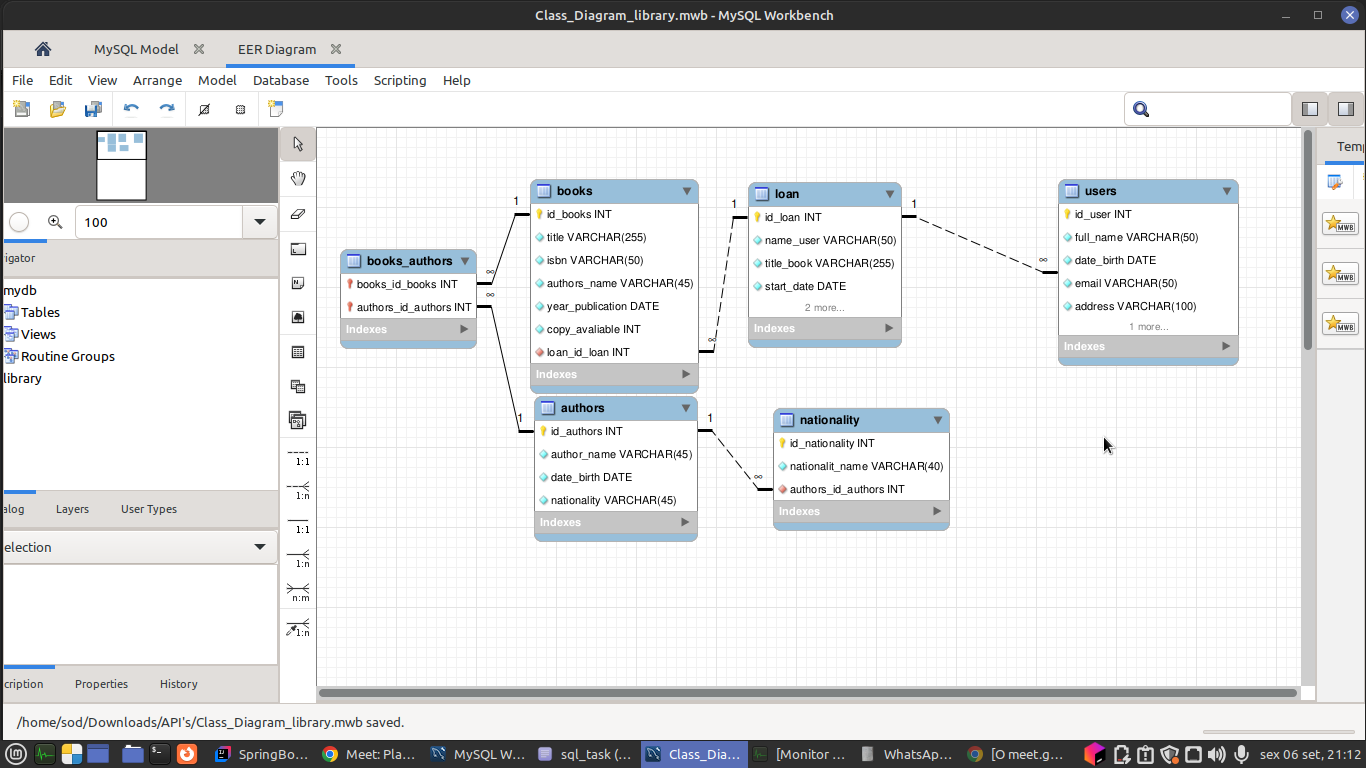 Class_Diagram_library.mwb - MySQL Workbench
MySQL Model
EER Diagram
File Edit View Arrange Model Database Tools Scripting Help
100
igator
mydb
Tables
Views
Routine Groups
library
alog Layers User Types
election
cription Properties History
1:1
1:n
1:1
1:n
n:m
1:n
books_authors
books_id_books INT
authors_id_authors INT
Indexes
1
∞
∞
1
books
id_books INT
title VARCHAR(255)
isbn VARCHAR(50)
authors_name VARCHAR(45)
year_publication DATE
copy_avaliable INT
loan_id_loan INT
Indexes
1
∞
loan
id_loan INT
name_user VARCHAR(50)
title_book VARCHAR(255)
start_date DATE
2 more...
Indexes
1
∞
users
id_user INT
full_name VARCHAR(50)
date_birth DATE
email VARCHAR(50)
address VARCHAR(100)
1 more...
Indexes
authors
id_authors INT
author_name VARCHAR(45)
date_birth DATE
nationality VARCHAR(45)
Indexes
1
∞
nationality
id_nationality INT
nationalit_name VARCHAR(40)
authors_id_authors INT
Indexes
Temp
MWB
MWB
MWB
/home/sod/Downloads/API's/Class_Diagram_library.mwb saved.
SpringBo... Meet: Pla... MySQL W... sql_task (... Class_Dia... [Monitor ... WhatsAp... [O meet.g... sex 06 set, 21:12